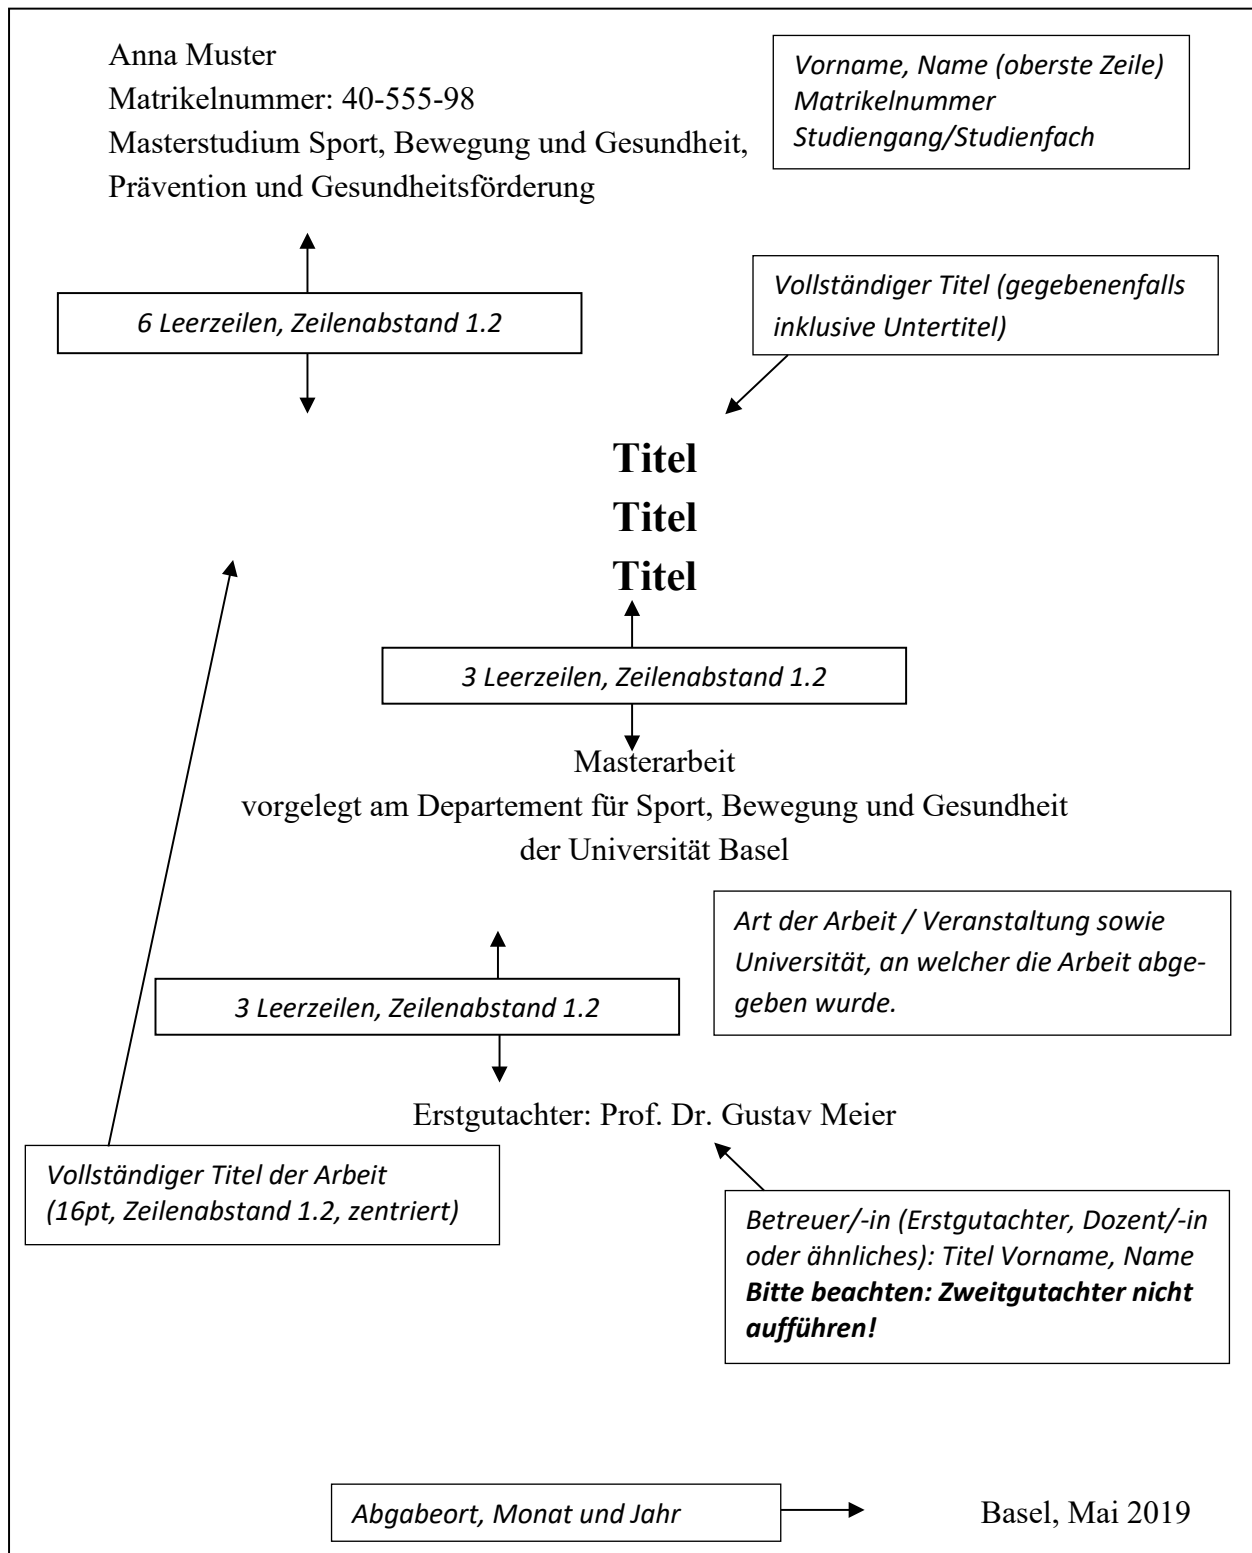 Anna Muster
Matrikelnummer: 40-555-98
Masterstudium Sport, Bewegung und Gesundheit,
Prävention und Gesundheitsförderung
Vorname, Name (oberste Zeile)
Matrikelnummer
Studiengang/Studienfach
6 Leerzeilen, Zeilenabstand 1.2
Vollständiger Titel (gegebenenfalls
inklusive Untertitel)
Titel
Titel
Titel
3 Leerzeilen, Zeilenabstand 1.2
Masterarbeit
vorgelegt am Departement für Sport, Bewegung und Gesundheit
der Universität Basel
Art der Arbeit / Veranstaltung sowie
Universität, an welcher die Arbeit abge-
geben wurde.
3 Leerzeilen, Zeilenabstand 1.2
Erstgutachter: Prof. Dr. Gustav Meier
Vollständiger Titel der Arbeit
(16pt, Zeilenabstand 1.2, zentriert)
Betreuer/-in (Erstgutachter, Dozent/-in
oder ähnliches): Titel Vorname, Name
Bitte beachten: Zweitgutachter nicht
aufführen!
Abgabeort, Monat und Jahr
Basel, Mai 2019